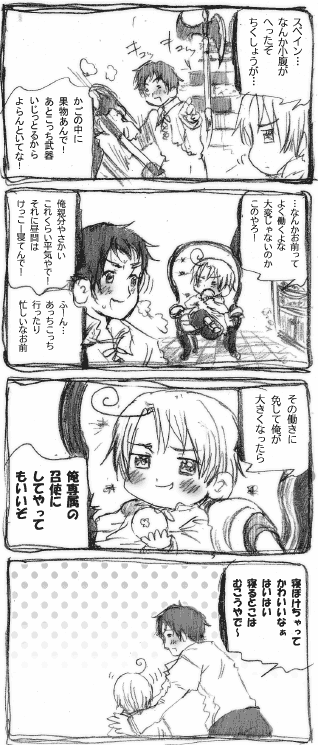 スペイン…
なんか小腹が
へったぞ
ちくしょうが…
キュッ
キュッ
かごの中に
果物あんで！
あとこっち武器
いじっとるから
よらんといてな！
…なんかお前って
よく働くよな
大変じゃないのか
このやろー！
俺親分やさかい
これくらい平気やで！
それに昼間は
けっこー寝てんで！
ふーん…
あっちこっち
行ったり
忙しいなお前
その働きに
免じて俺が
大きくなったら
俺専属の
召使に
してやって
もいいぞ
寝ぼけちゃって
かわいいなぁ
はいはい
寝るとこは
むこうやで～